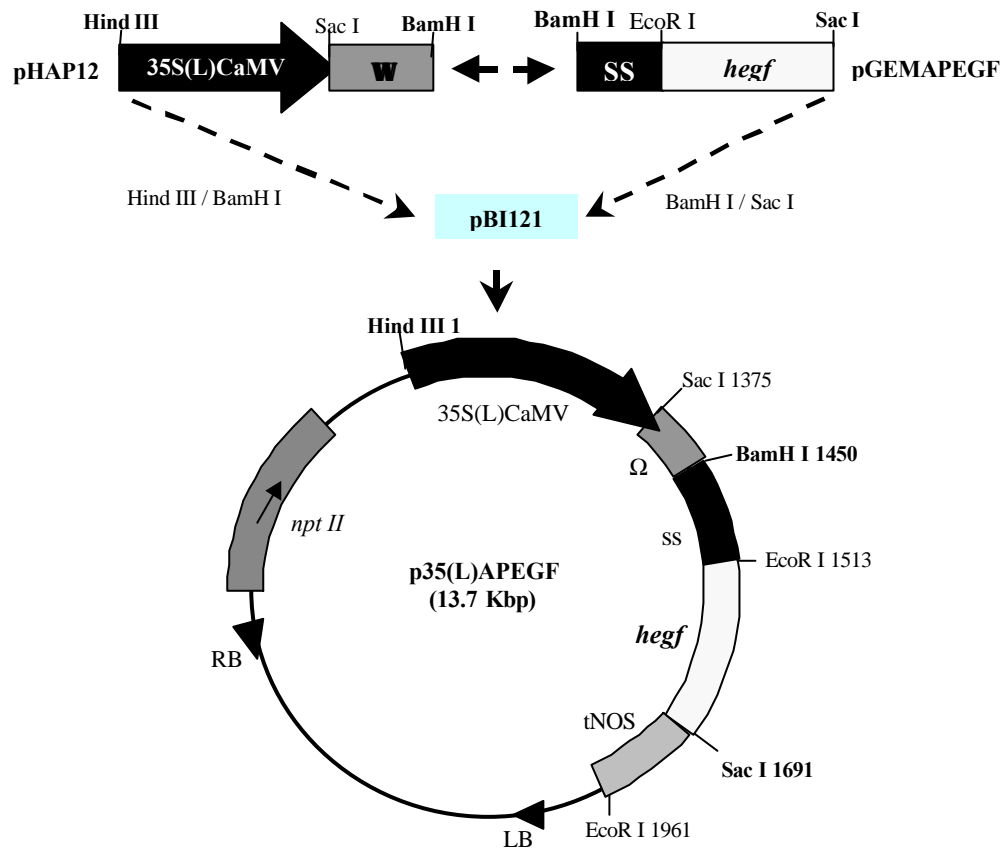 Hind III
Sac I
BamH I
BamH I
EcoR I
Sac I
pHAP12
35S(L)CaMV
W
SS
hegf
pGEMAPEGF
Hind III / BamH I
BamH I / Sac I
pBI121
Hind III 1
Sac I 1375
35S(L)CaMV
Ω
BamH I 1450
npt II
ss
EcoR I 1513
p35(L)APEGF
(13.7 Kbp)
hegf
RB
tNOS
Sac I 1691
EcoR I 1961
LB